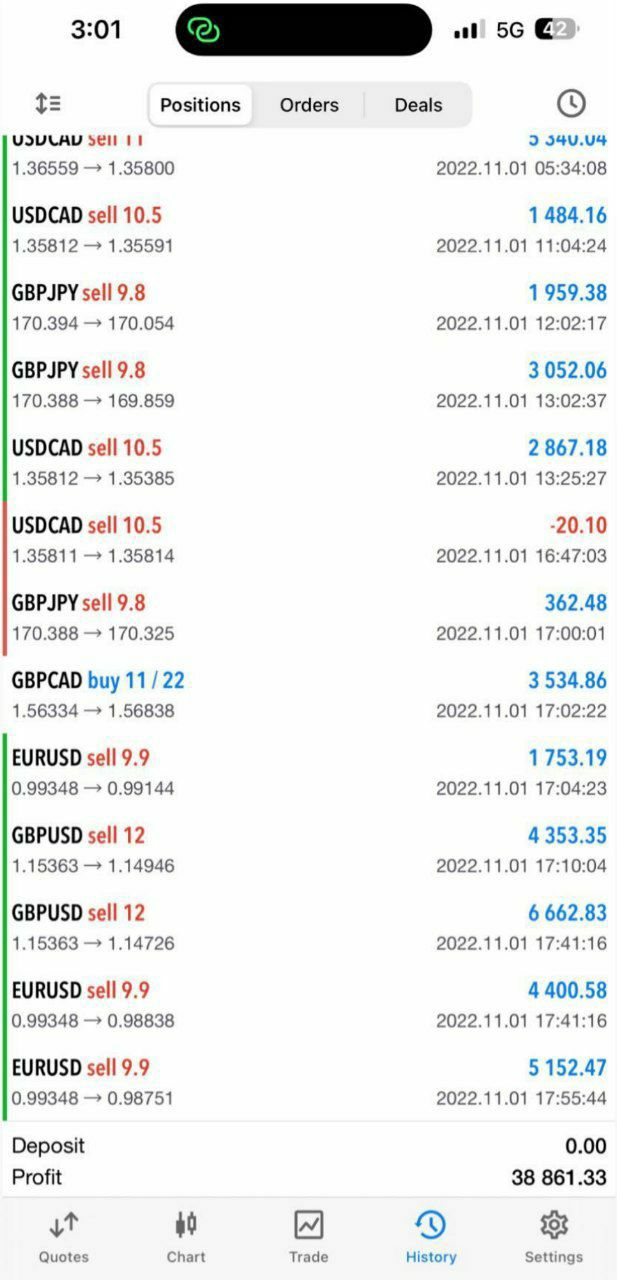 3:01
5G 42
Positions Orders Deals
USDCAD sell 11 5 340.04
1.36559 → 1.35800 2022.11.01 05:34:08
USDCAD sell 10.5 1 484.16
1.35812 → 1.35591 2022.11.01 11:04:24
GBPJPY sell 9.8 1 959.38
170.394 → 170.054 2022.11.01 12:02:17
GBPJPY sell 9.8 3 052.06
170.388 → 169.859 2022.11.01 13:02:37
USDCAD sell 10.5 2 867.18
1.35812 → 1.35385 2022.11.01 13:25:27
USDCAD sell 10.5 -20.10
1.35811 → 1.35814 2022.11.01 16:47:03
GBPJPY sell 9.8 362.48
170.388 → 170.325 2022.11.01 17:00:01
GBPCAD buy 11 / 22 3 534.86
1.56334 → 1.56838 2022.11.01 17:02:22
EURUSD sell 9.9 1 753.19
0.99348 → 0.99144 2022.11.01 17:04:23
GBPUSD sell 12 4 353.35
1.15363 → 1.14946 2022.11.01 17:10:04
GBPUSD sell 12 6 662.83
1.15363 → 1.14726 2022.11.01 17:41:16
EURUSD sell 9.9 4 400.58
0.99348 → 0.98838 2022.11.01 17:41:16
EURUSD sell 9.9 5 152.47
0.99348 → 0.98751 2022.11.01 17:55:44
Deposit 0.00
Profit 38 861.33
Quotes Chart Trade History Settings